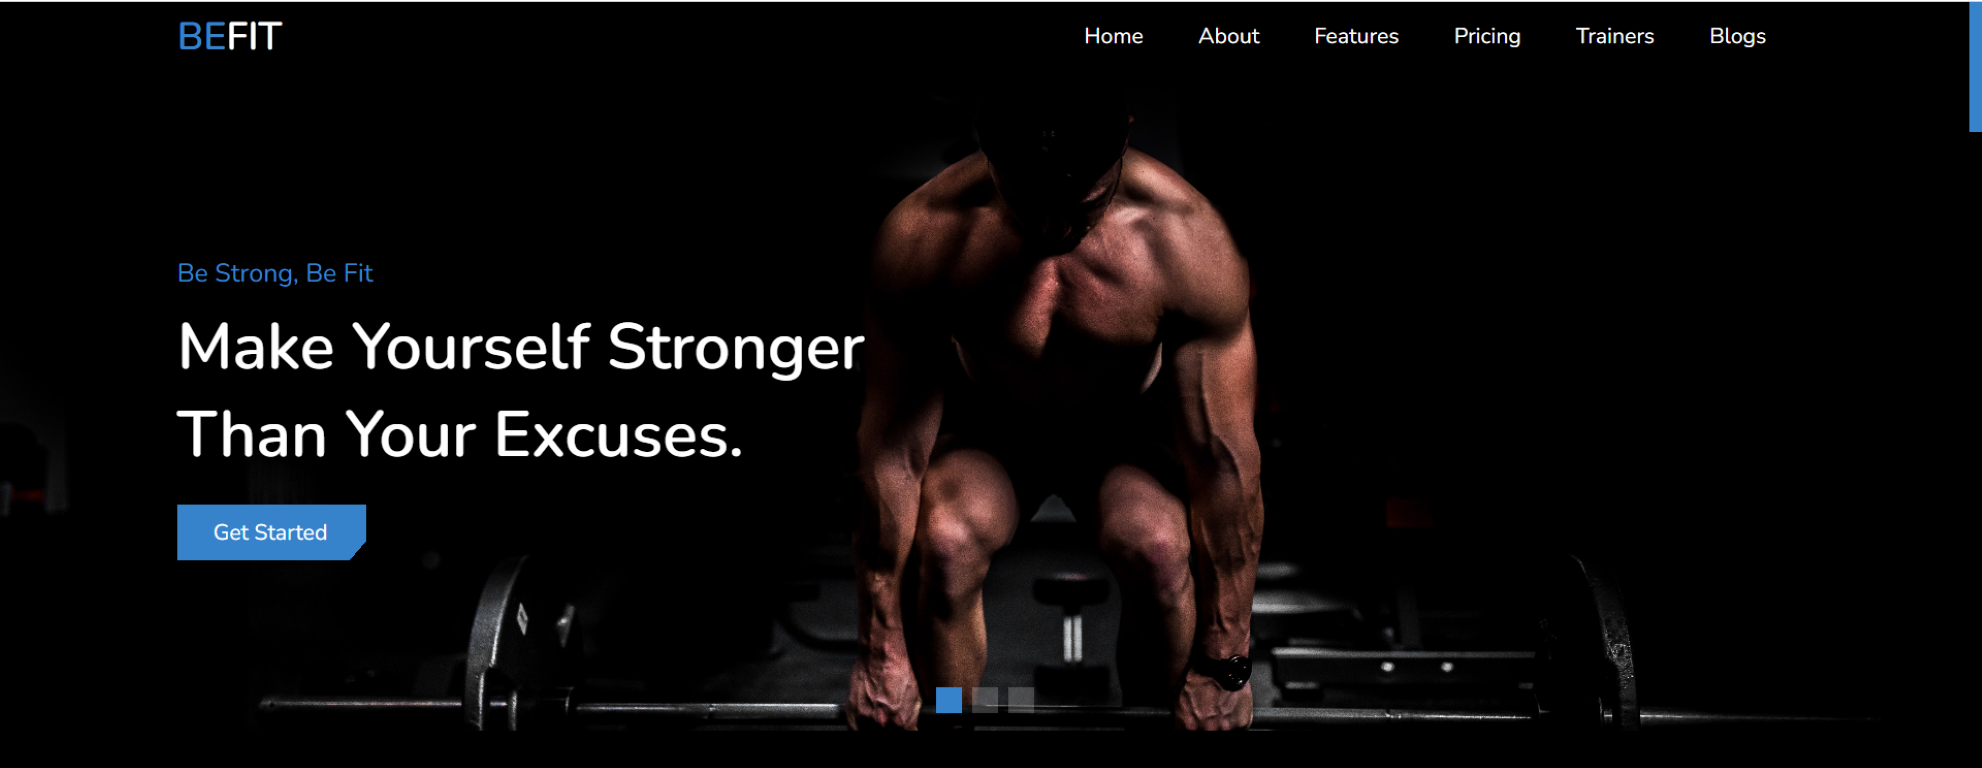 BEFIT
Home About Features Pricing Trainers Blogs
Be Strong, Be Fit
Make Yourself Stronger
Than Your Excuses.
Get Started